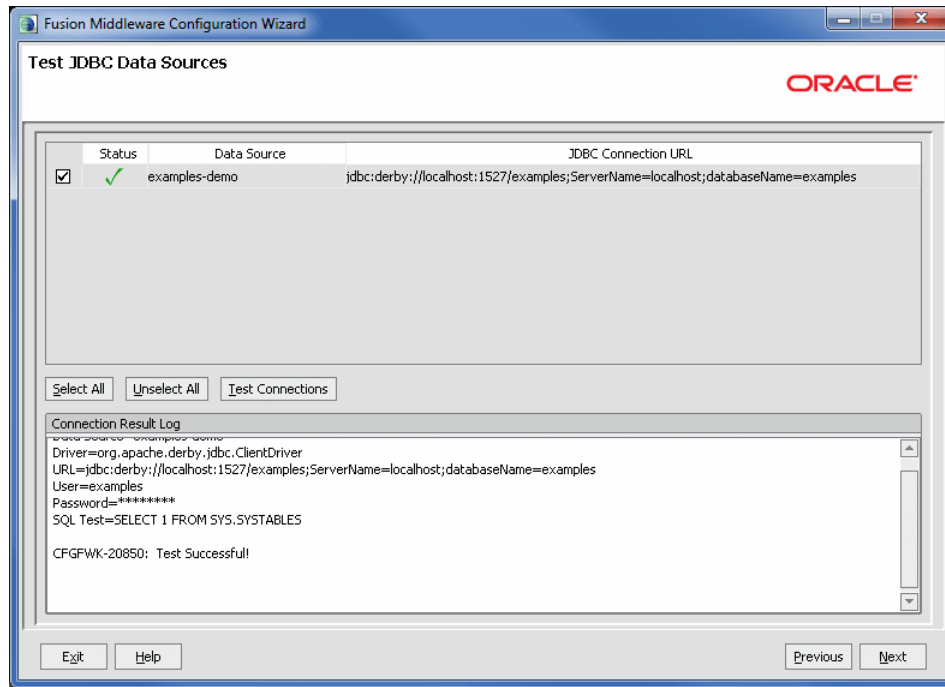 Fusion Middleware Configuration Wizard
Test JDBC Data Sources
ORACLE
Status Data Source JDBC Connection URL
examples-demo jdbc:derby://localhost:1527/examples;ServerName=localhost;databaseName=examples
Select All Unselect All Test Connections
Connection Result Log
Driver=org.apache.derby.jdbc.ClientDriver
URL=jdbc:derby://localhost:1527/examples;ServerName=localhost;databaseName=examples
User=examples
Password=********
SQL Test=SELECT 1 FROM SYS.SYSTABLES
CFGFWK-20850: Test Successful!
Exit Help Previous Next